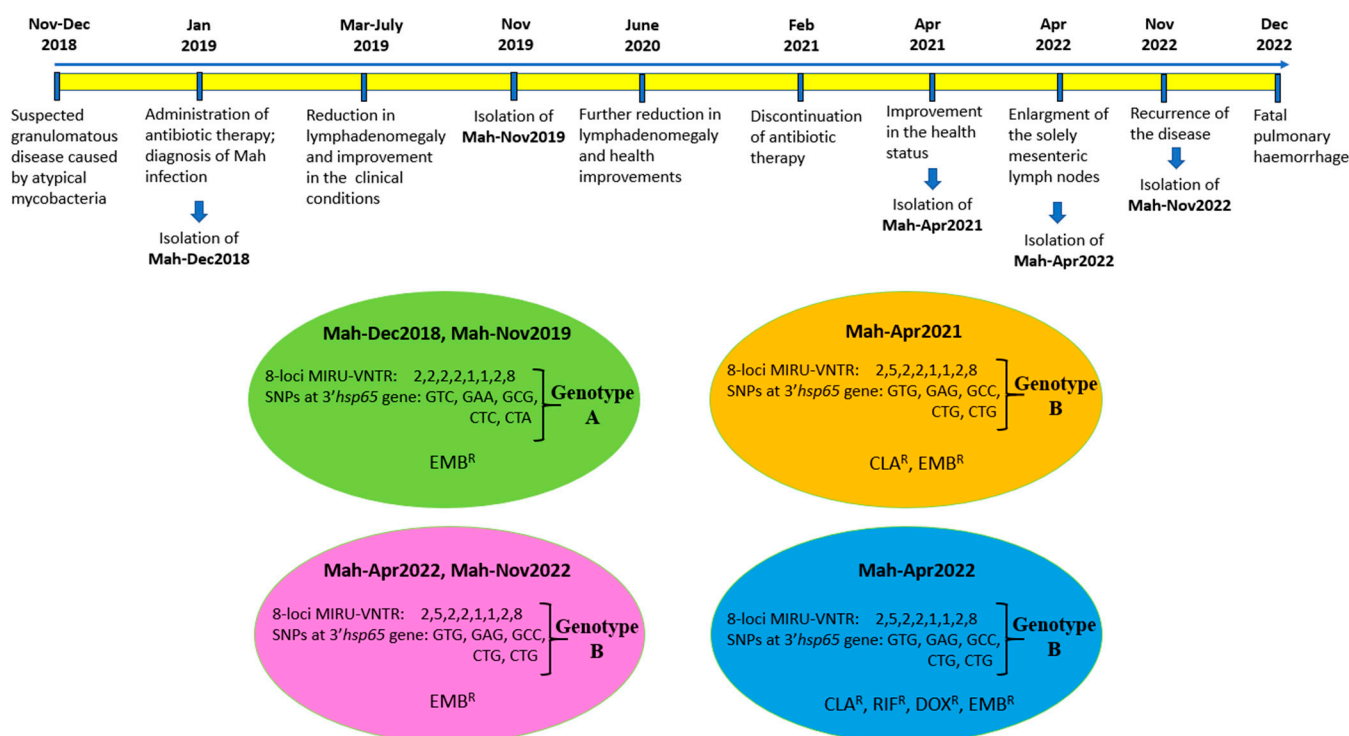 Nov-Dec
2018
Jan
2019
Mar-July
2019
Nov
2019
June
2020
Feb
2021
Apr
2021
Apr
2022
Nov
2022
Dec
2022
Suspected
granulomatous
disease caused
by atypical
mycobacteria
Administration of
antibiotic therapy;
diagnosis of Mah
infection
Isolation of
Mah-Dec2018
Reduction in
lymphadenomegaly
and improvement
in the clinical
conditions
Isolation of
Mah-Nov2019
Further reduction in
lymphadenomegaly
and health
improvements
Discontinuation
of antibiotic
therapy
Improvement
in the health
status
Isolation of
Mah-Apr2021
Enlargment of
the solely
mesenteric
lymph nodes
Isolation of
Mah-Apr2022
Recurrence of
the disease
Isolation of
Mah-Nov2022
Fatal
pulmonary
haemorrhage
Mah-Dec2018, Mah-Nov2019
8-loci MIRU-VNTR: 2,2,2,2,1,1,2,8
SNPs at 3'hsp65 gene: GTC, GAA, GCG,
CTC, CTA
Genotype
A
EMBᴿ
Mah-Apr2021
8-loci MIRU-VNTR: 2,5,2,2,1,1,2,8
SNPs at 3'hsp65 gene: GTG, GAG, GCC,
CTG, CTG
Genotype
B
CLAᴿ, EMBᴿ
Mah-Apr2022, Mah-Nov2022
8-loci MIRU-VNTR: 2,5,2,2,1,1,2,8
SNPs at 3'hsp65 gene: GTG, GAG, GCC,
CTG, CTG
Genotype
B
EMBᴿ
Mah-Apr2022
8-loci MIRU-VNTR: 2,5,2,2,1,1,2,8
SNPs at 3'hsp65 gene: GTG, GAG, GCC,
CTG, CTG
Genotype
B
CLAᴿ, RIFᴿ, DOXᴿ, EMBᴿ